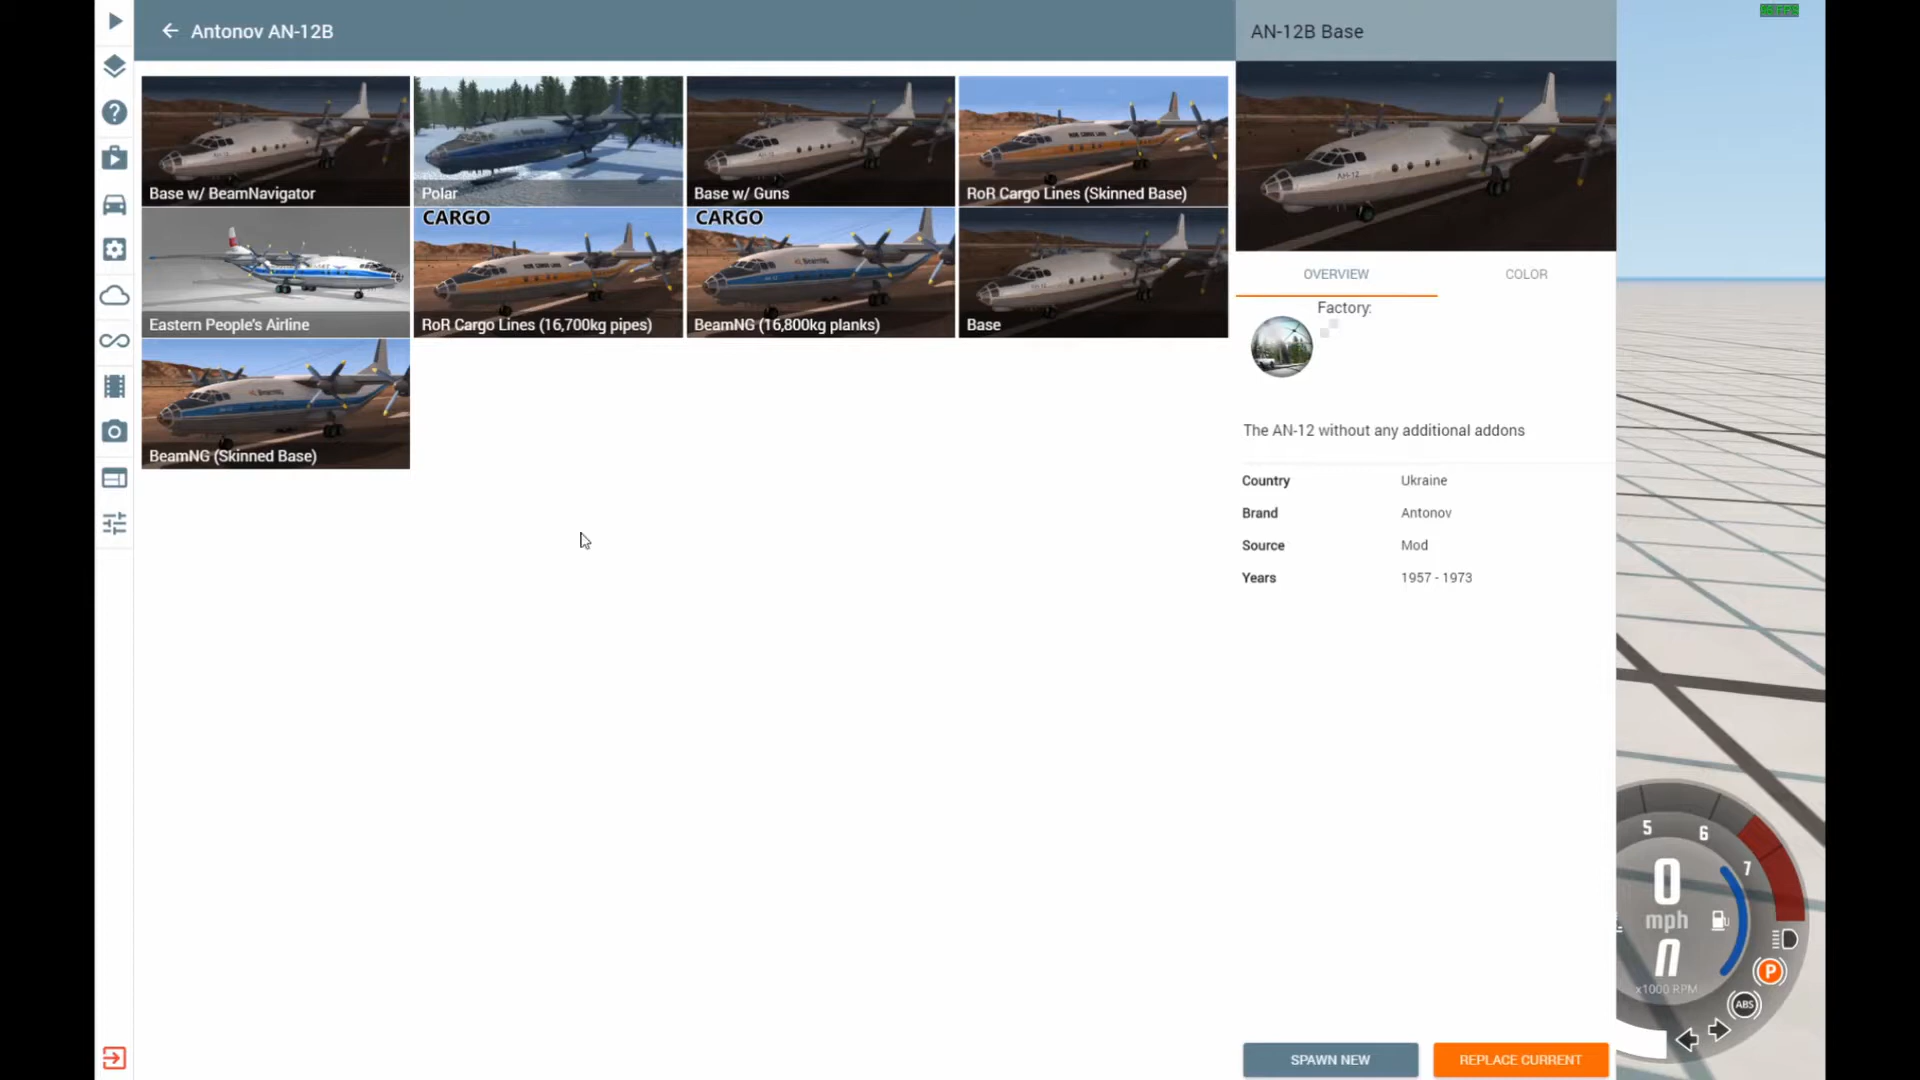 Antonov AN-12B
AN-12B Base
Base w/ BeamNavigator
Polar
Base w/ Guns
RoR Cargo Lines (Skinned Base)
CARGO
CARGO
Eastern People's Airline
RoR Cargo Lines (16,700kg pipes)
BeamNG (16,800kg planks)
Base
BeamNG (Skinned Base)
OVERVIEW
COLOR
Factory:
The AN-12 without any additional addons
Country Ukraine
Brand Antonov
Source Mod
Years 1957 - 1973
SPAWN NEW
REPLACE CURRENT
5
6
7
0
mph
n
x1000 RPM
P
ABS